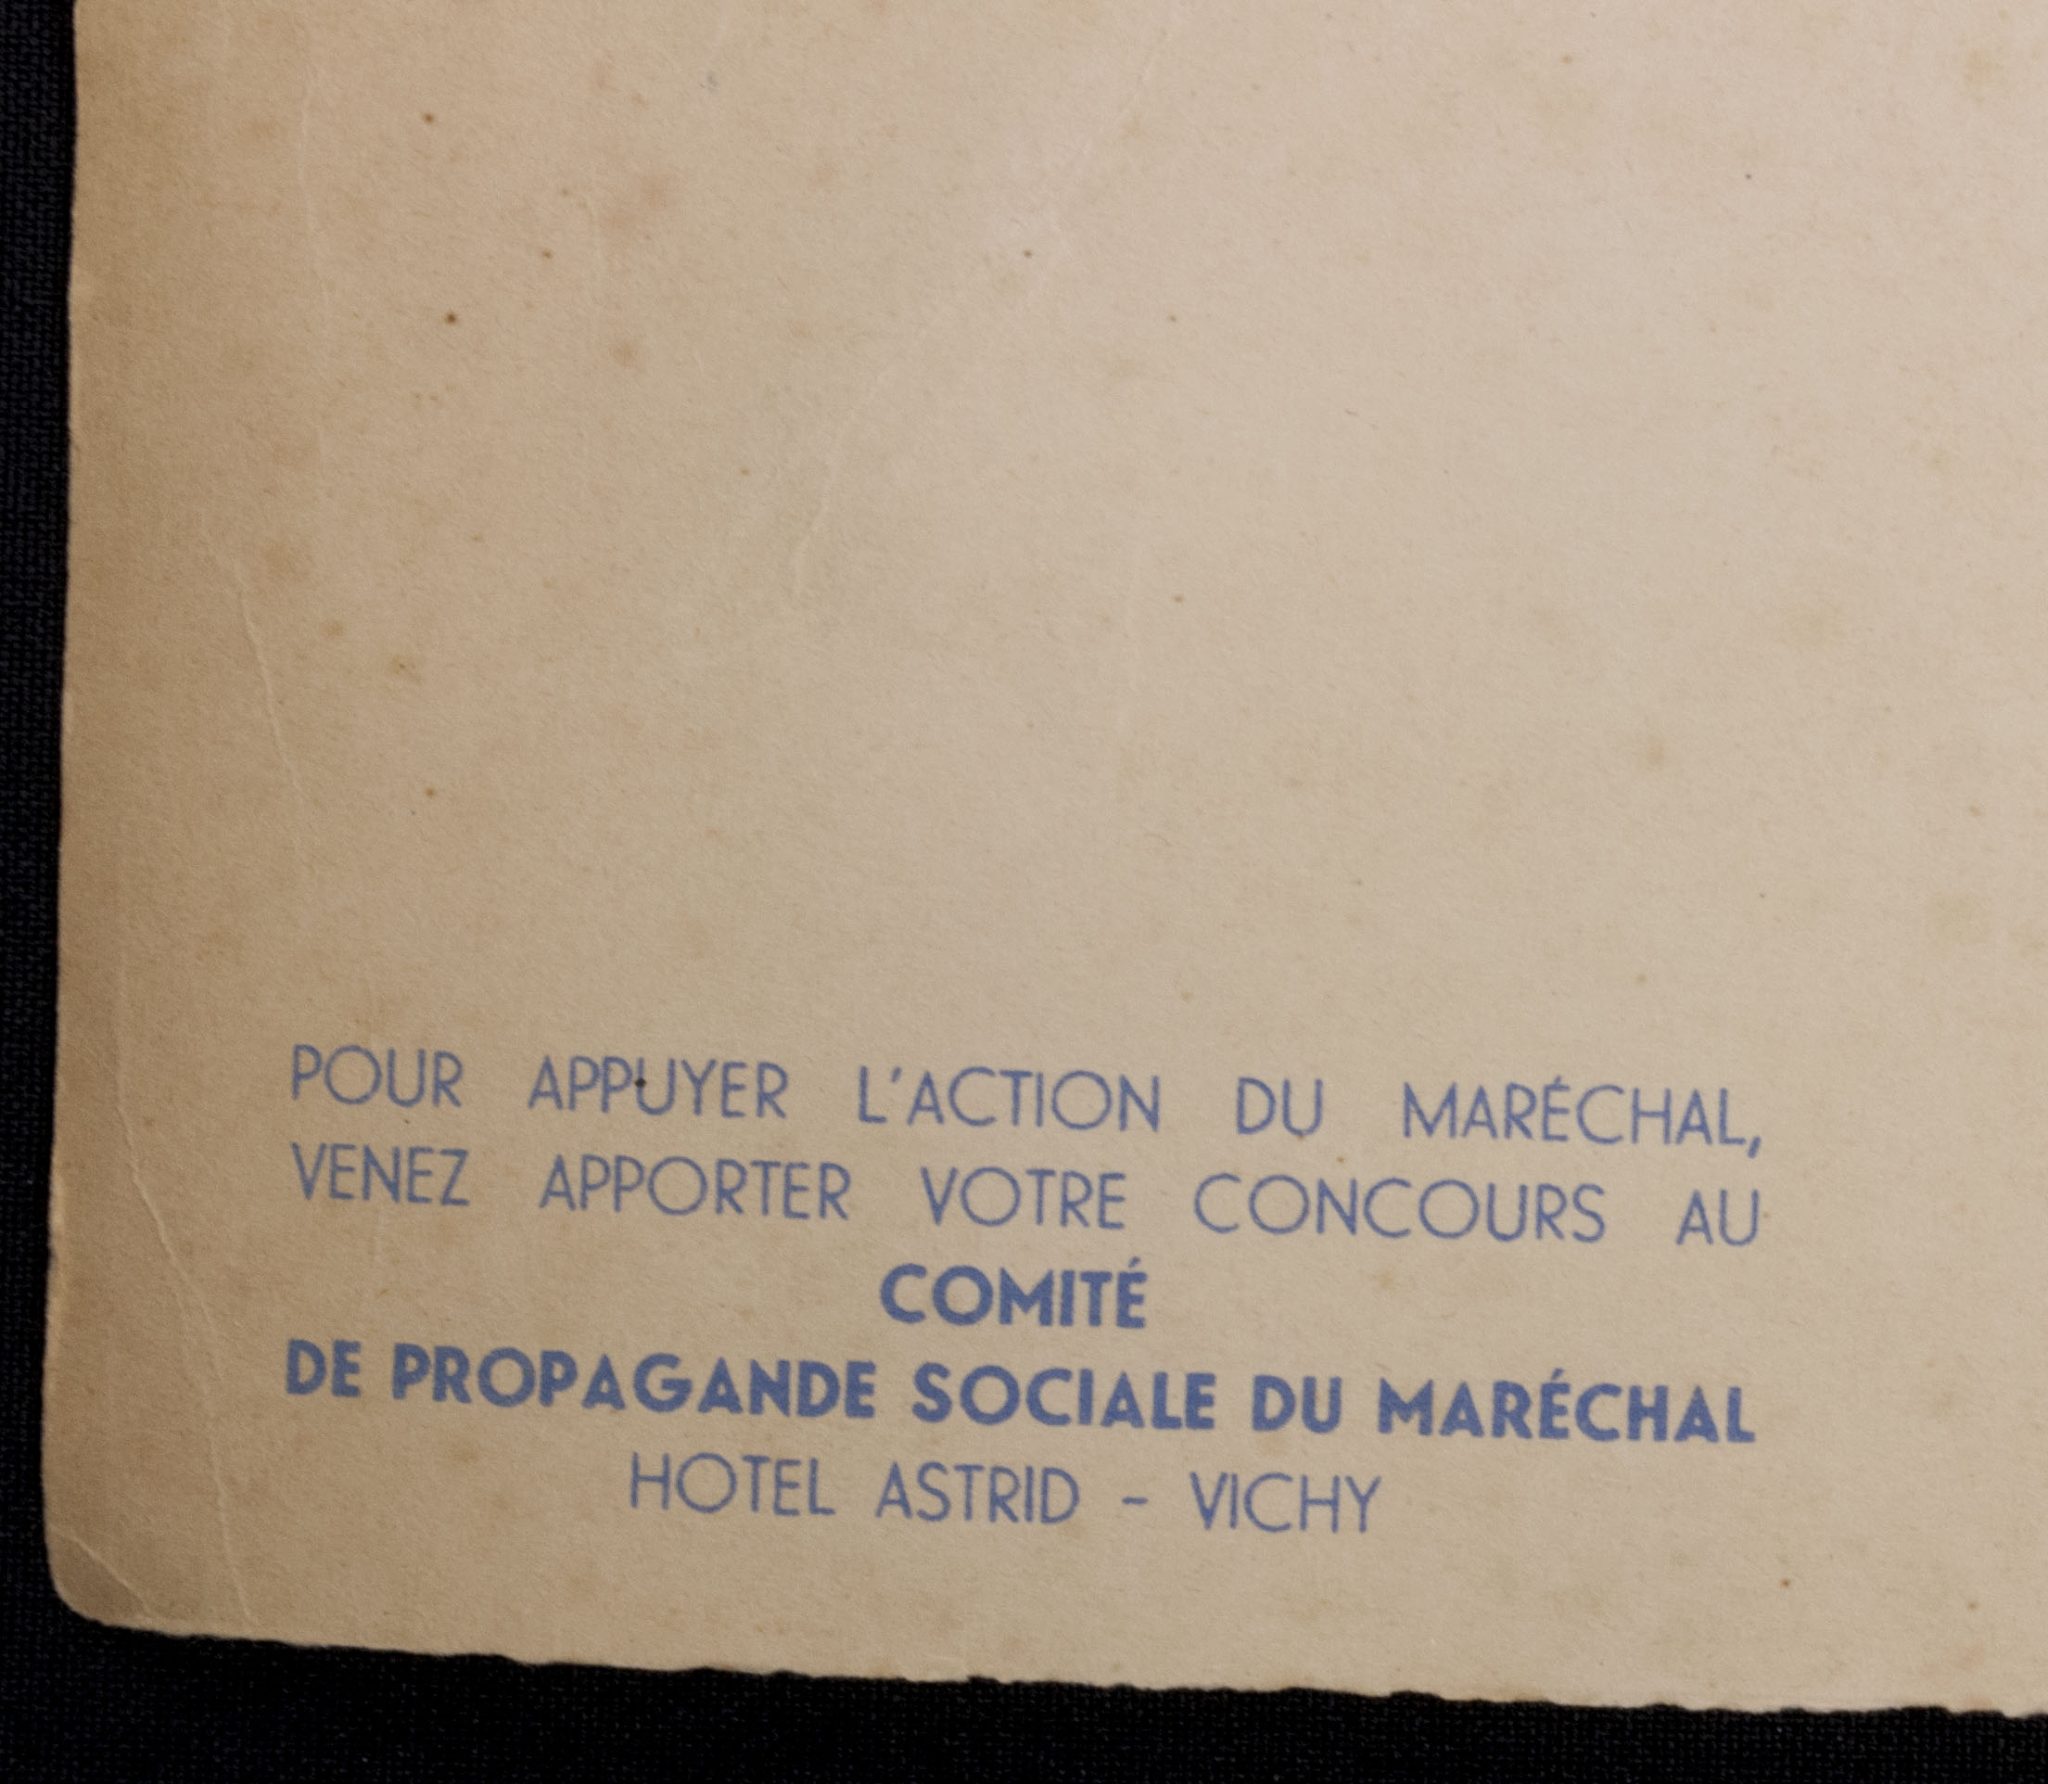 POUR APPUYER L'ACTION DU MARÉCHAL,
VENEZ APPORTER VOTRE CONCOURS AU
COMITÉ
DE PROPAGANDE SOCIALE DU MARÉCHAL
HOTEL ASTRID - VICHY